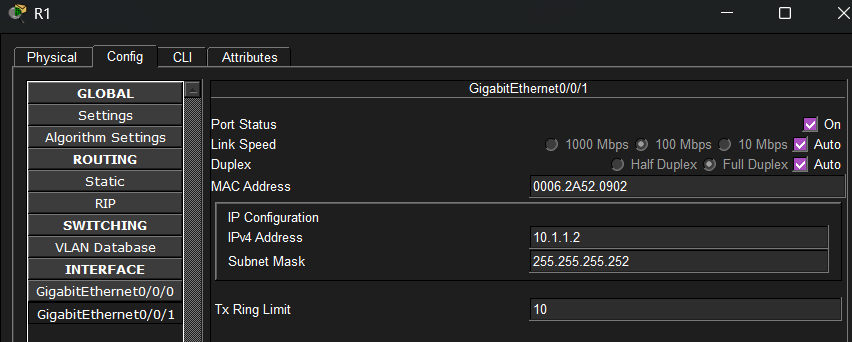 R1
Physical Config CLI Attributes
GLOBAL
Settings
Algorithm Settings
ROUTING
Static
RIP
SWITCHING
VLAN Database
INTERFACE
GigabitEthernet0/0/0
GigabitEthernet0/0/1
GigabitEthernet0/0/1
Port Status On
Link Speed 1000 Mbps 100 Mbps 10 Mbps Auto
Duplex Half Duplex Full Duplex Auto
MAC Address 0006.2A52.0902
IP Configuration
IPv4 Address 10.1.1.2
Subnet Mask 255.255.255.252
Tx Ring Limit 10